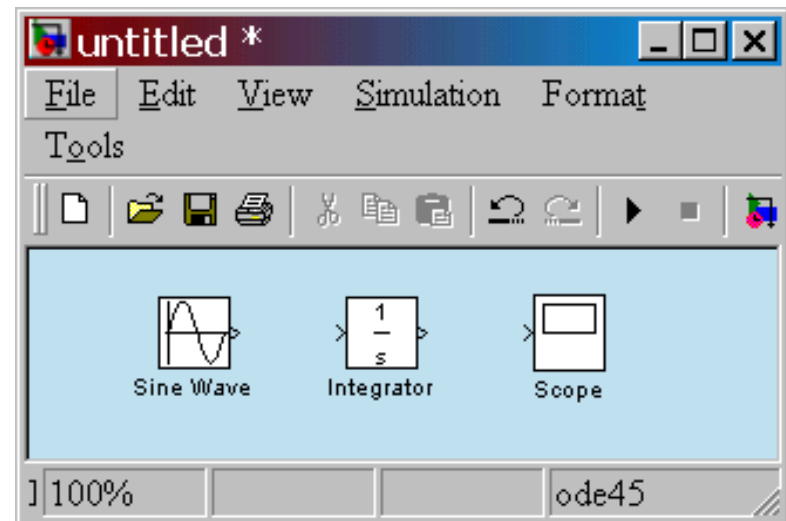 untitled *
File Edit View Simulation Format
Tools
1
s
Sine Wave Integrator Scope
100% ode45